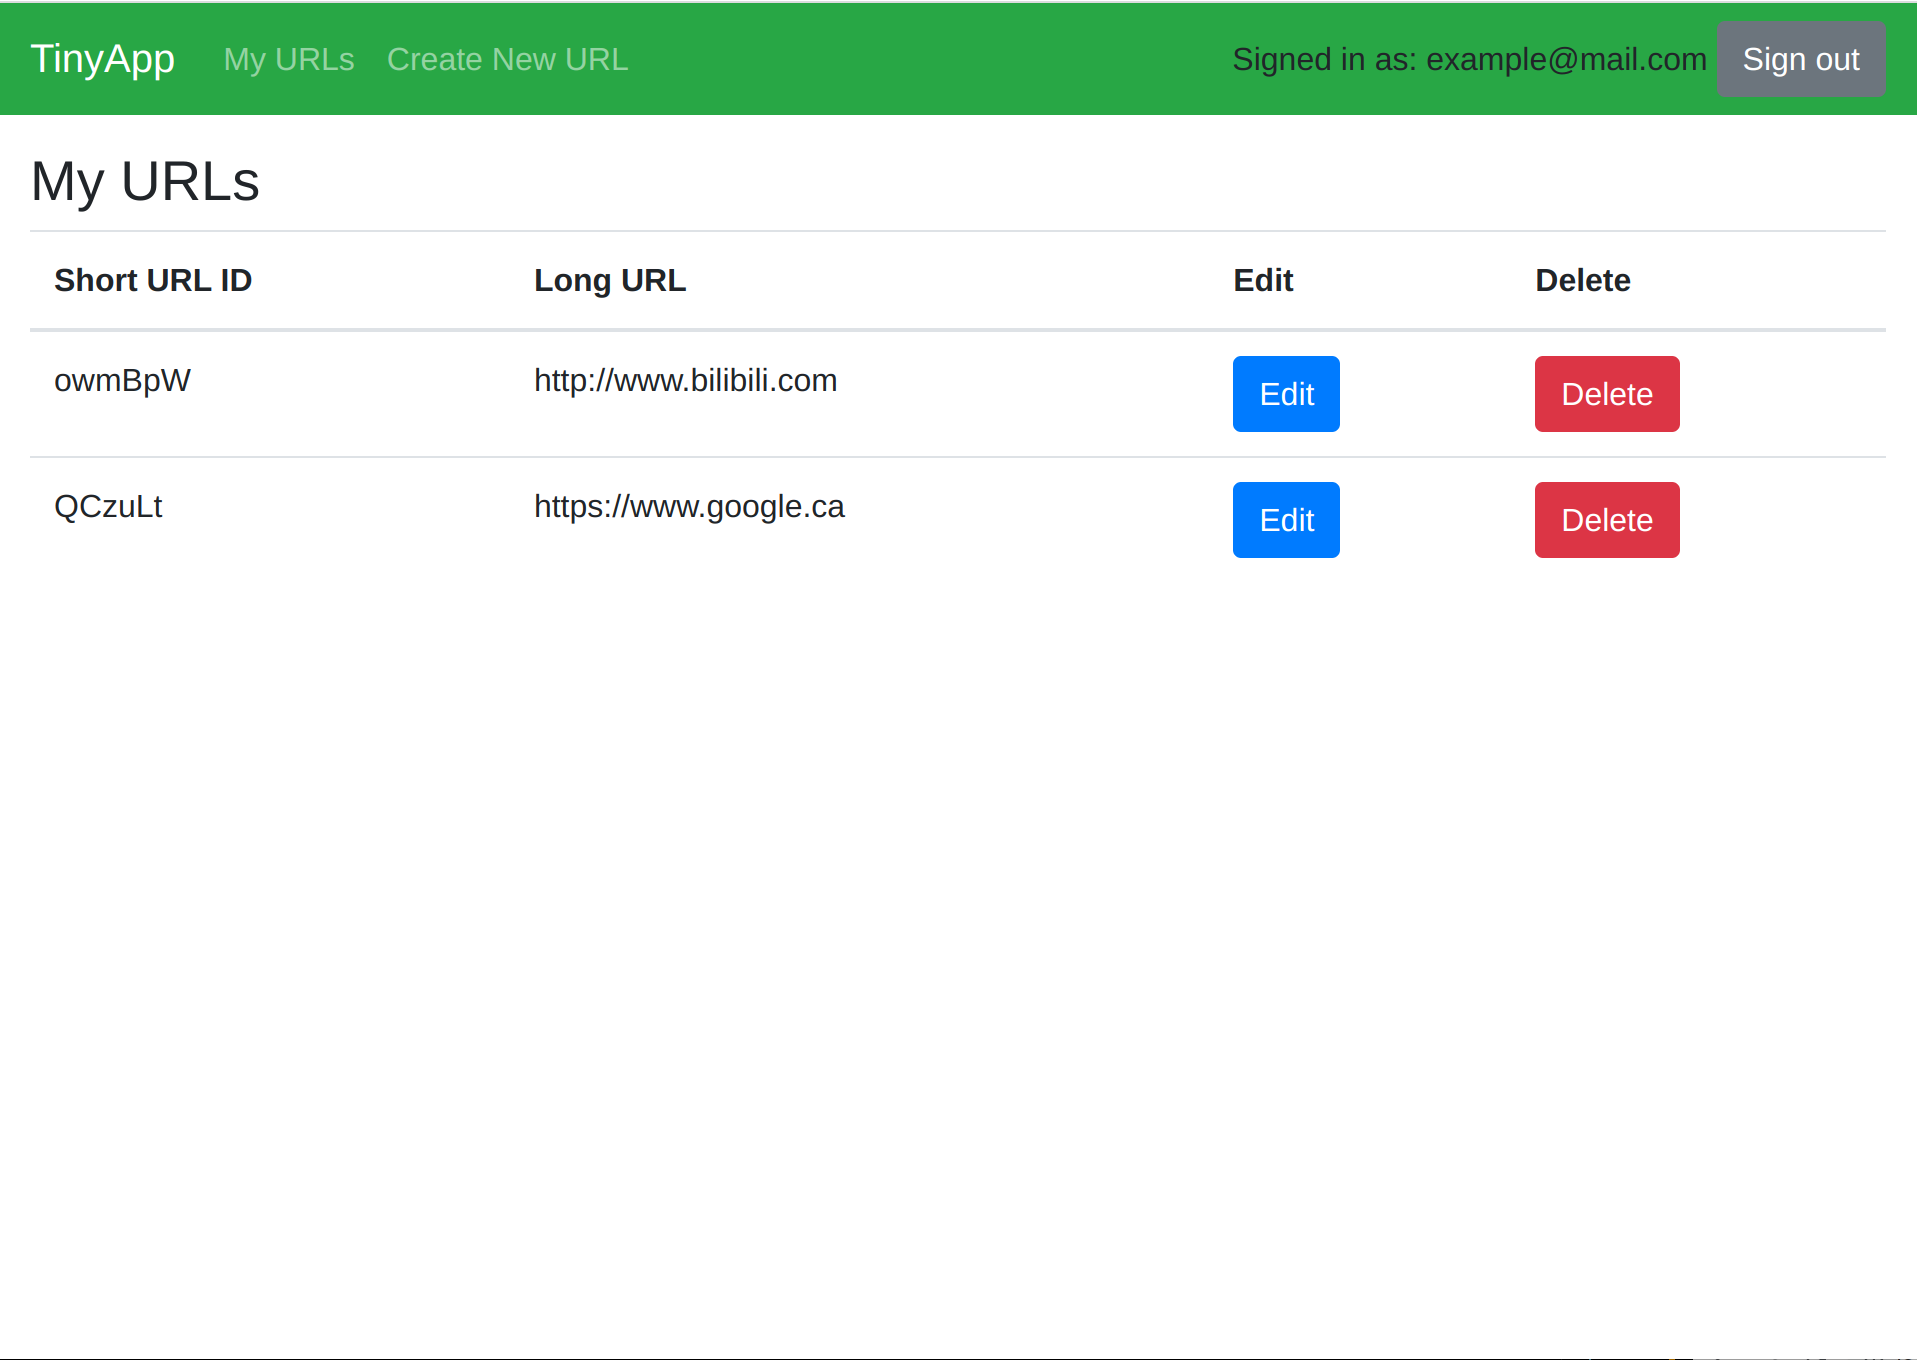 TinyApp My URLs Create New URL Signed in as: example@mail.com Sign out
My URLs
Short URL ID Long URL Edit Delete
owmBpW http://www.bilibili.com Edit Delete
QCzuLt https://www.google.ca Edit Delete